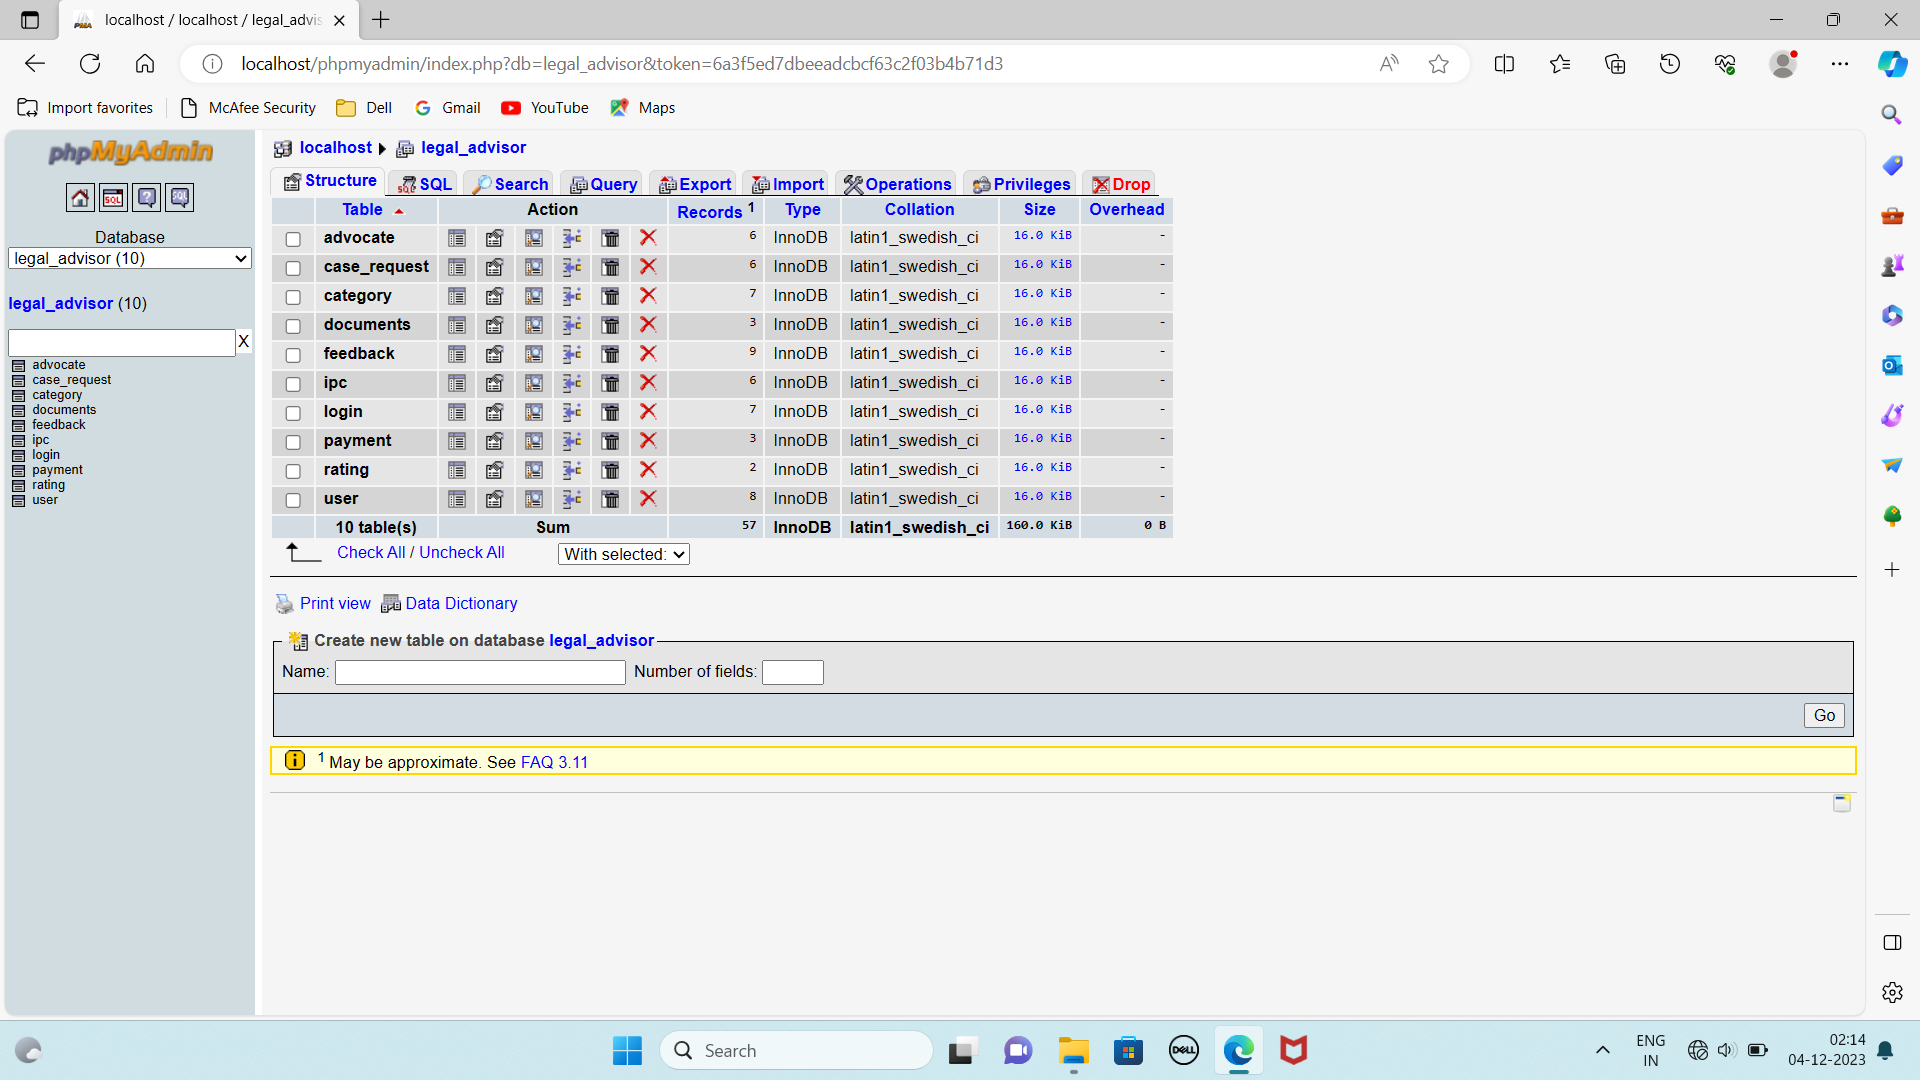 localhost / localhost / legal_advis
localhost/phpmyadmin/index.php?db=legal_advisor&token=6a3f5ed7dbeeadcbcf63c2f03b4b71d3
Import favorites McAfee Security Dell Gmail YouTube Maps
phpMyAdmin
Database
legal_advisor (10)
legal_advisor (10)
X
advocate
case_request
category
documents
feedback
ipc
login
payment
rating
user
localhost legal_advisor
Structure SQL Search Query Export Import Operations Privileges Drop
Table Action Records 1 Type Collation Size Overhead
advocate 6 InnoDB latin1_swedish_ci 16.0 KiB -
case_request 6 InnoDB latin1_swedish_ci 16.0 KiB -
category 7 InnoDB latin1_swedish_ci 16.0 KiB -
documents 3 InnoDB latin1_swedish_ci 16.0 KiB -
feedback 9 InnoDB latin1_swedish_ci 16.0 KiB -
ipc 6 InnoDB latin1_swedish_ci 16.0 KiB -
login 7 InnoDB latin1_swedish_ci 16.0 KiB -
payment 3 InnoDB latin1_swedish_ci 16.0 KiB -
rating 2 InnoDB latin1_swedish_ci 16.0 KiB -
user 8 InnoDB latin1_swedish_ci 16.0 KiB -
10 table(s) Sum 57 InnoDB latin1_swedish_ci 160.0 KiB 0 B
Check All / Uncheck All With selected:
Print view Data Dictionary
Create new table on database legal_advisor
Name: Number of fields:
Go
1 May be approximate. See FAQ 3.11
Search
DELL
ENG
IN
02:14
04-12-2023